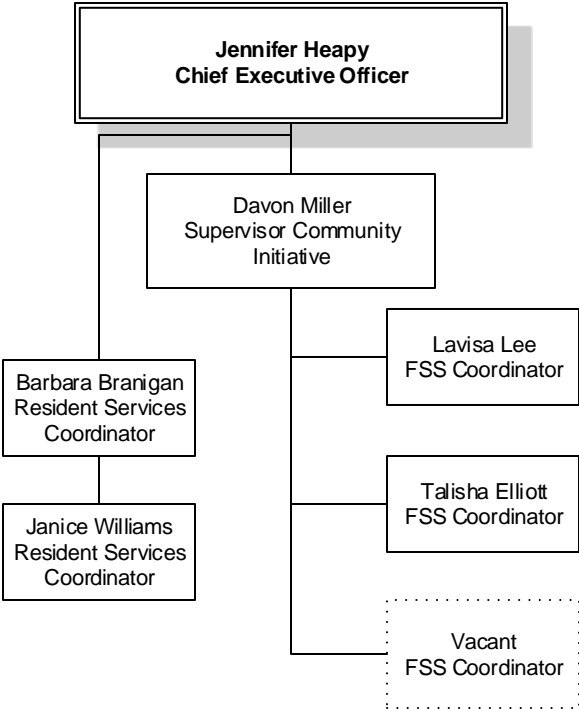 Jennifer Heapy
Chief Executive Officer
Davon Miller
Supervisor Community
Initiative
Lavisa Lee
FSS Coordinator
Barbara Branigan
Resident Services
Coordinator
Talisha Elliott
FSS Coordinator
Janice Williams
Resident Services
Coordinator
Vacant
FSS Coordinator